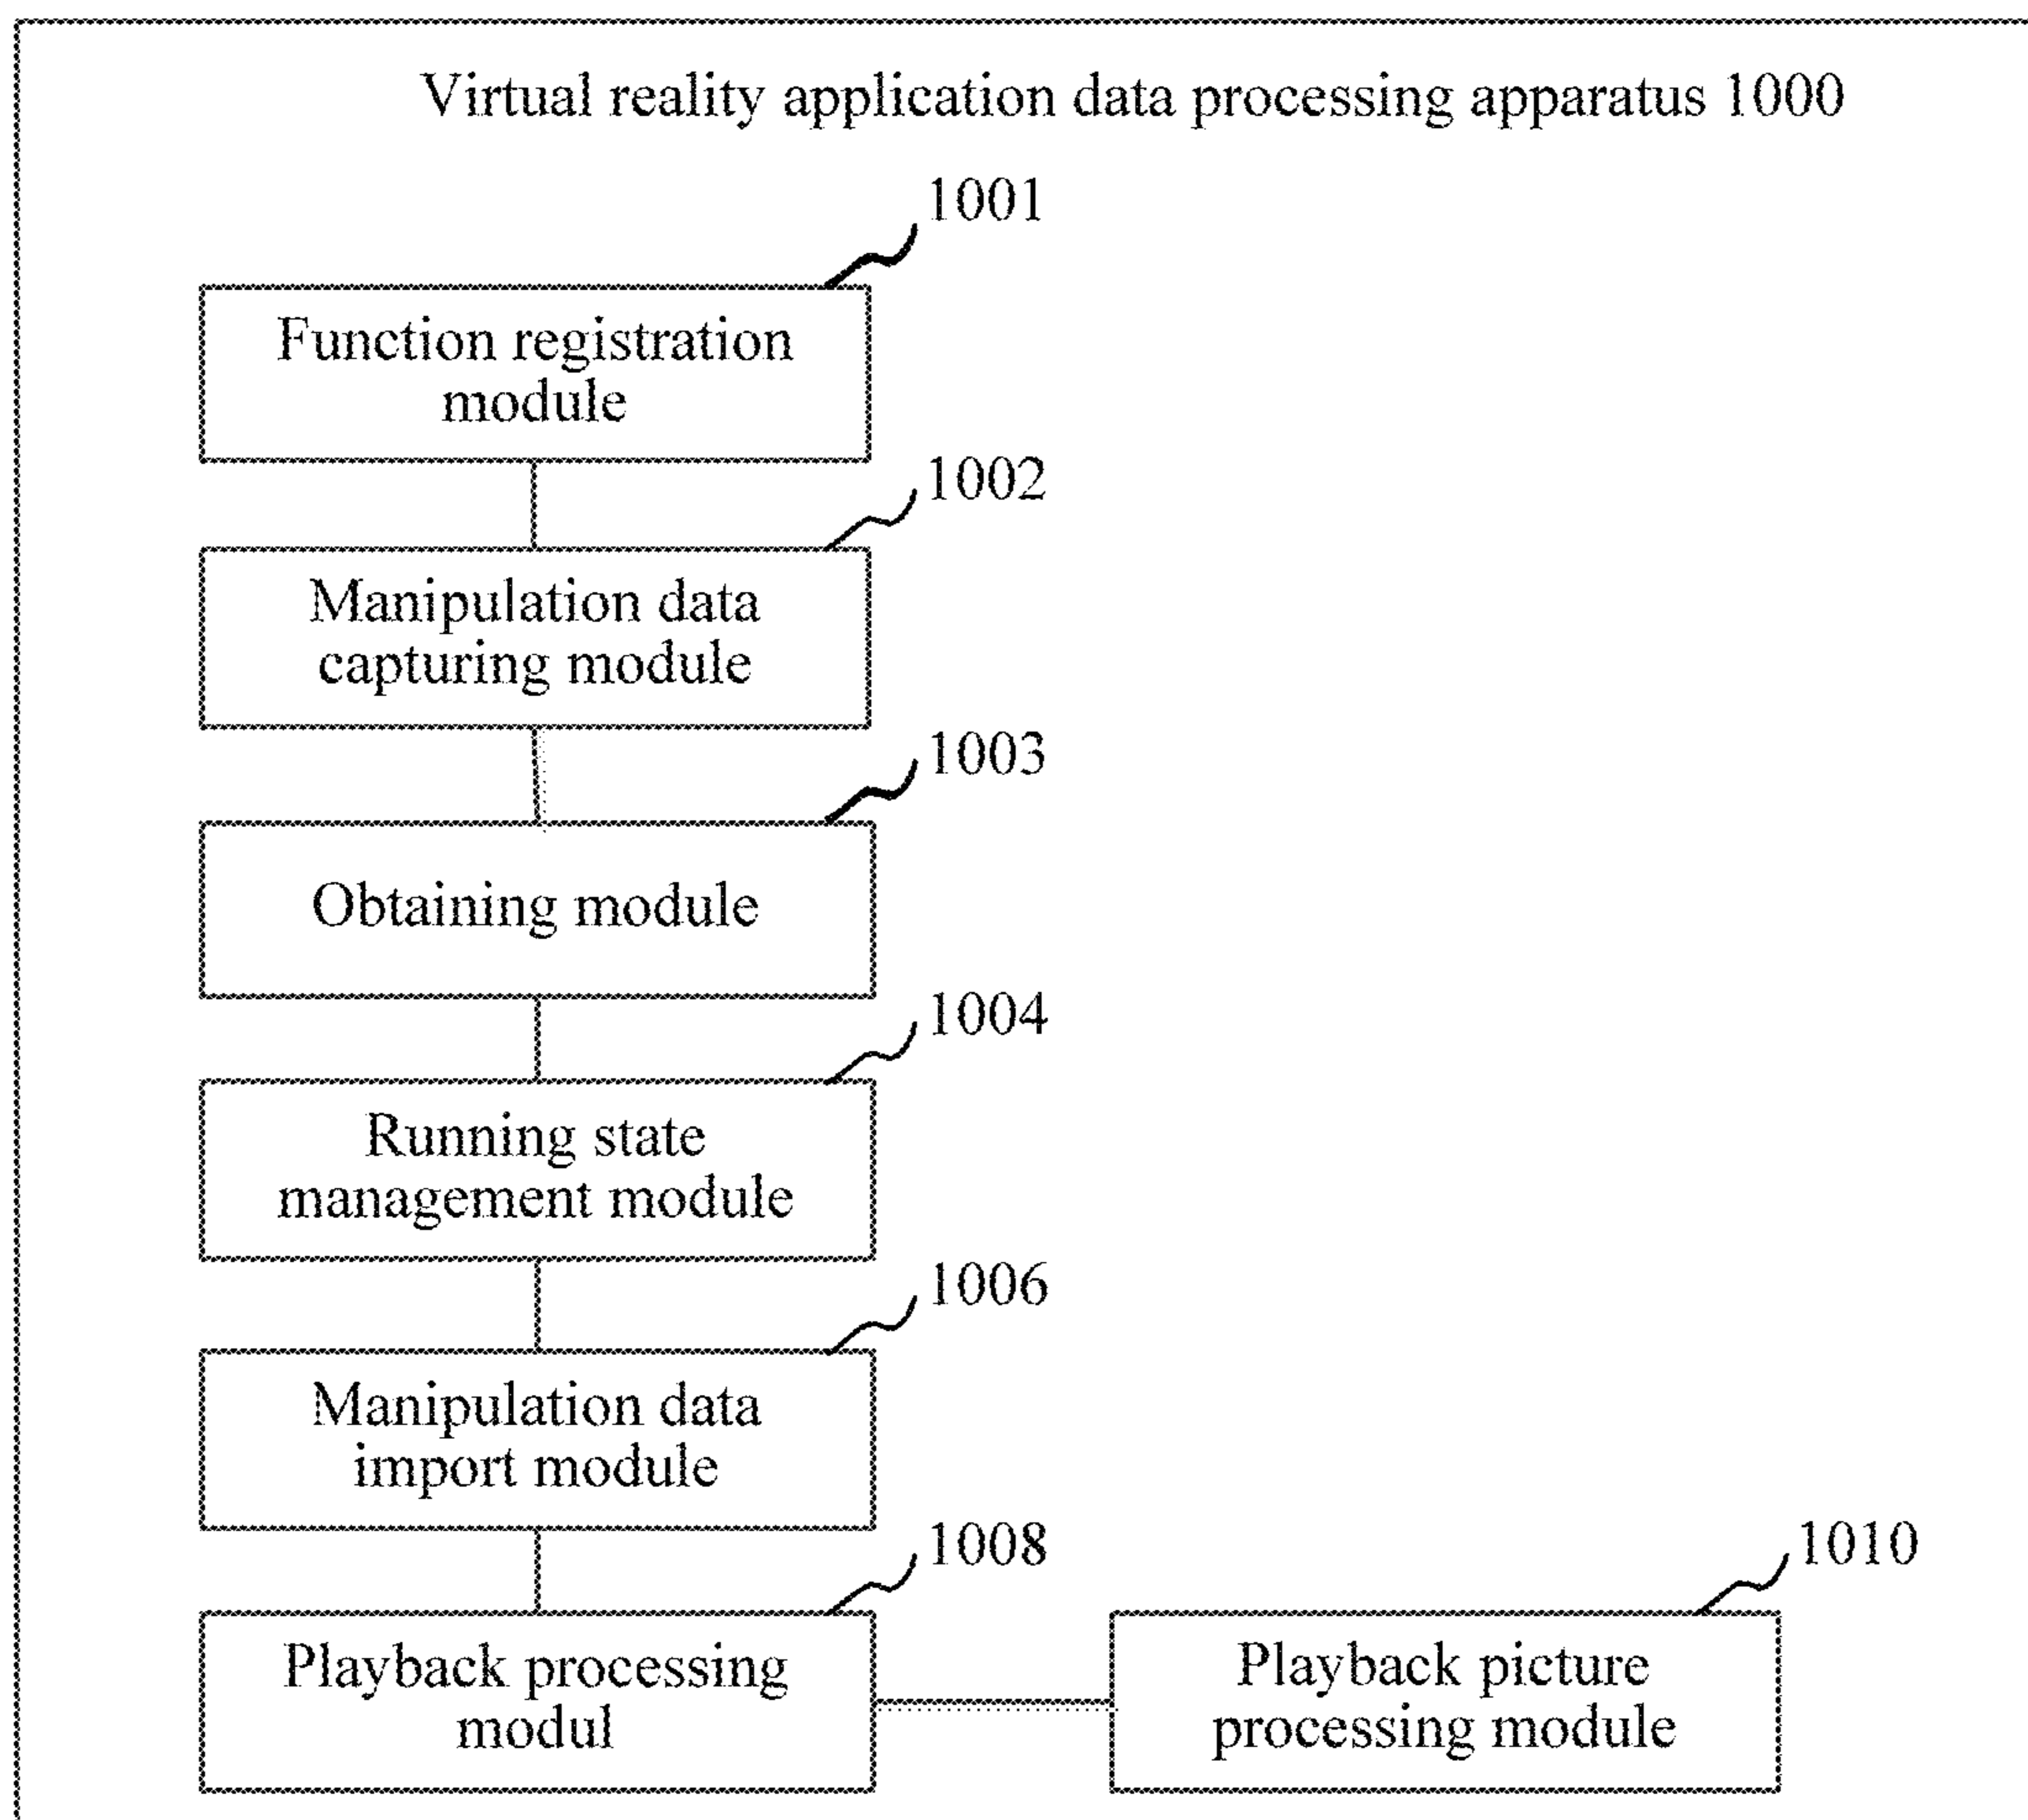 Virtual reality application data processing apparatus 1000
1001
Function registration
module
1002
Manipulation data
capturing module
1003
Obtaining module
1004
Running state
management module
1006
Manipulation data
import module
1008
Playback processing
modul
1010
Playback picture
processing module